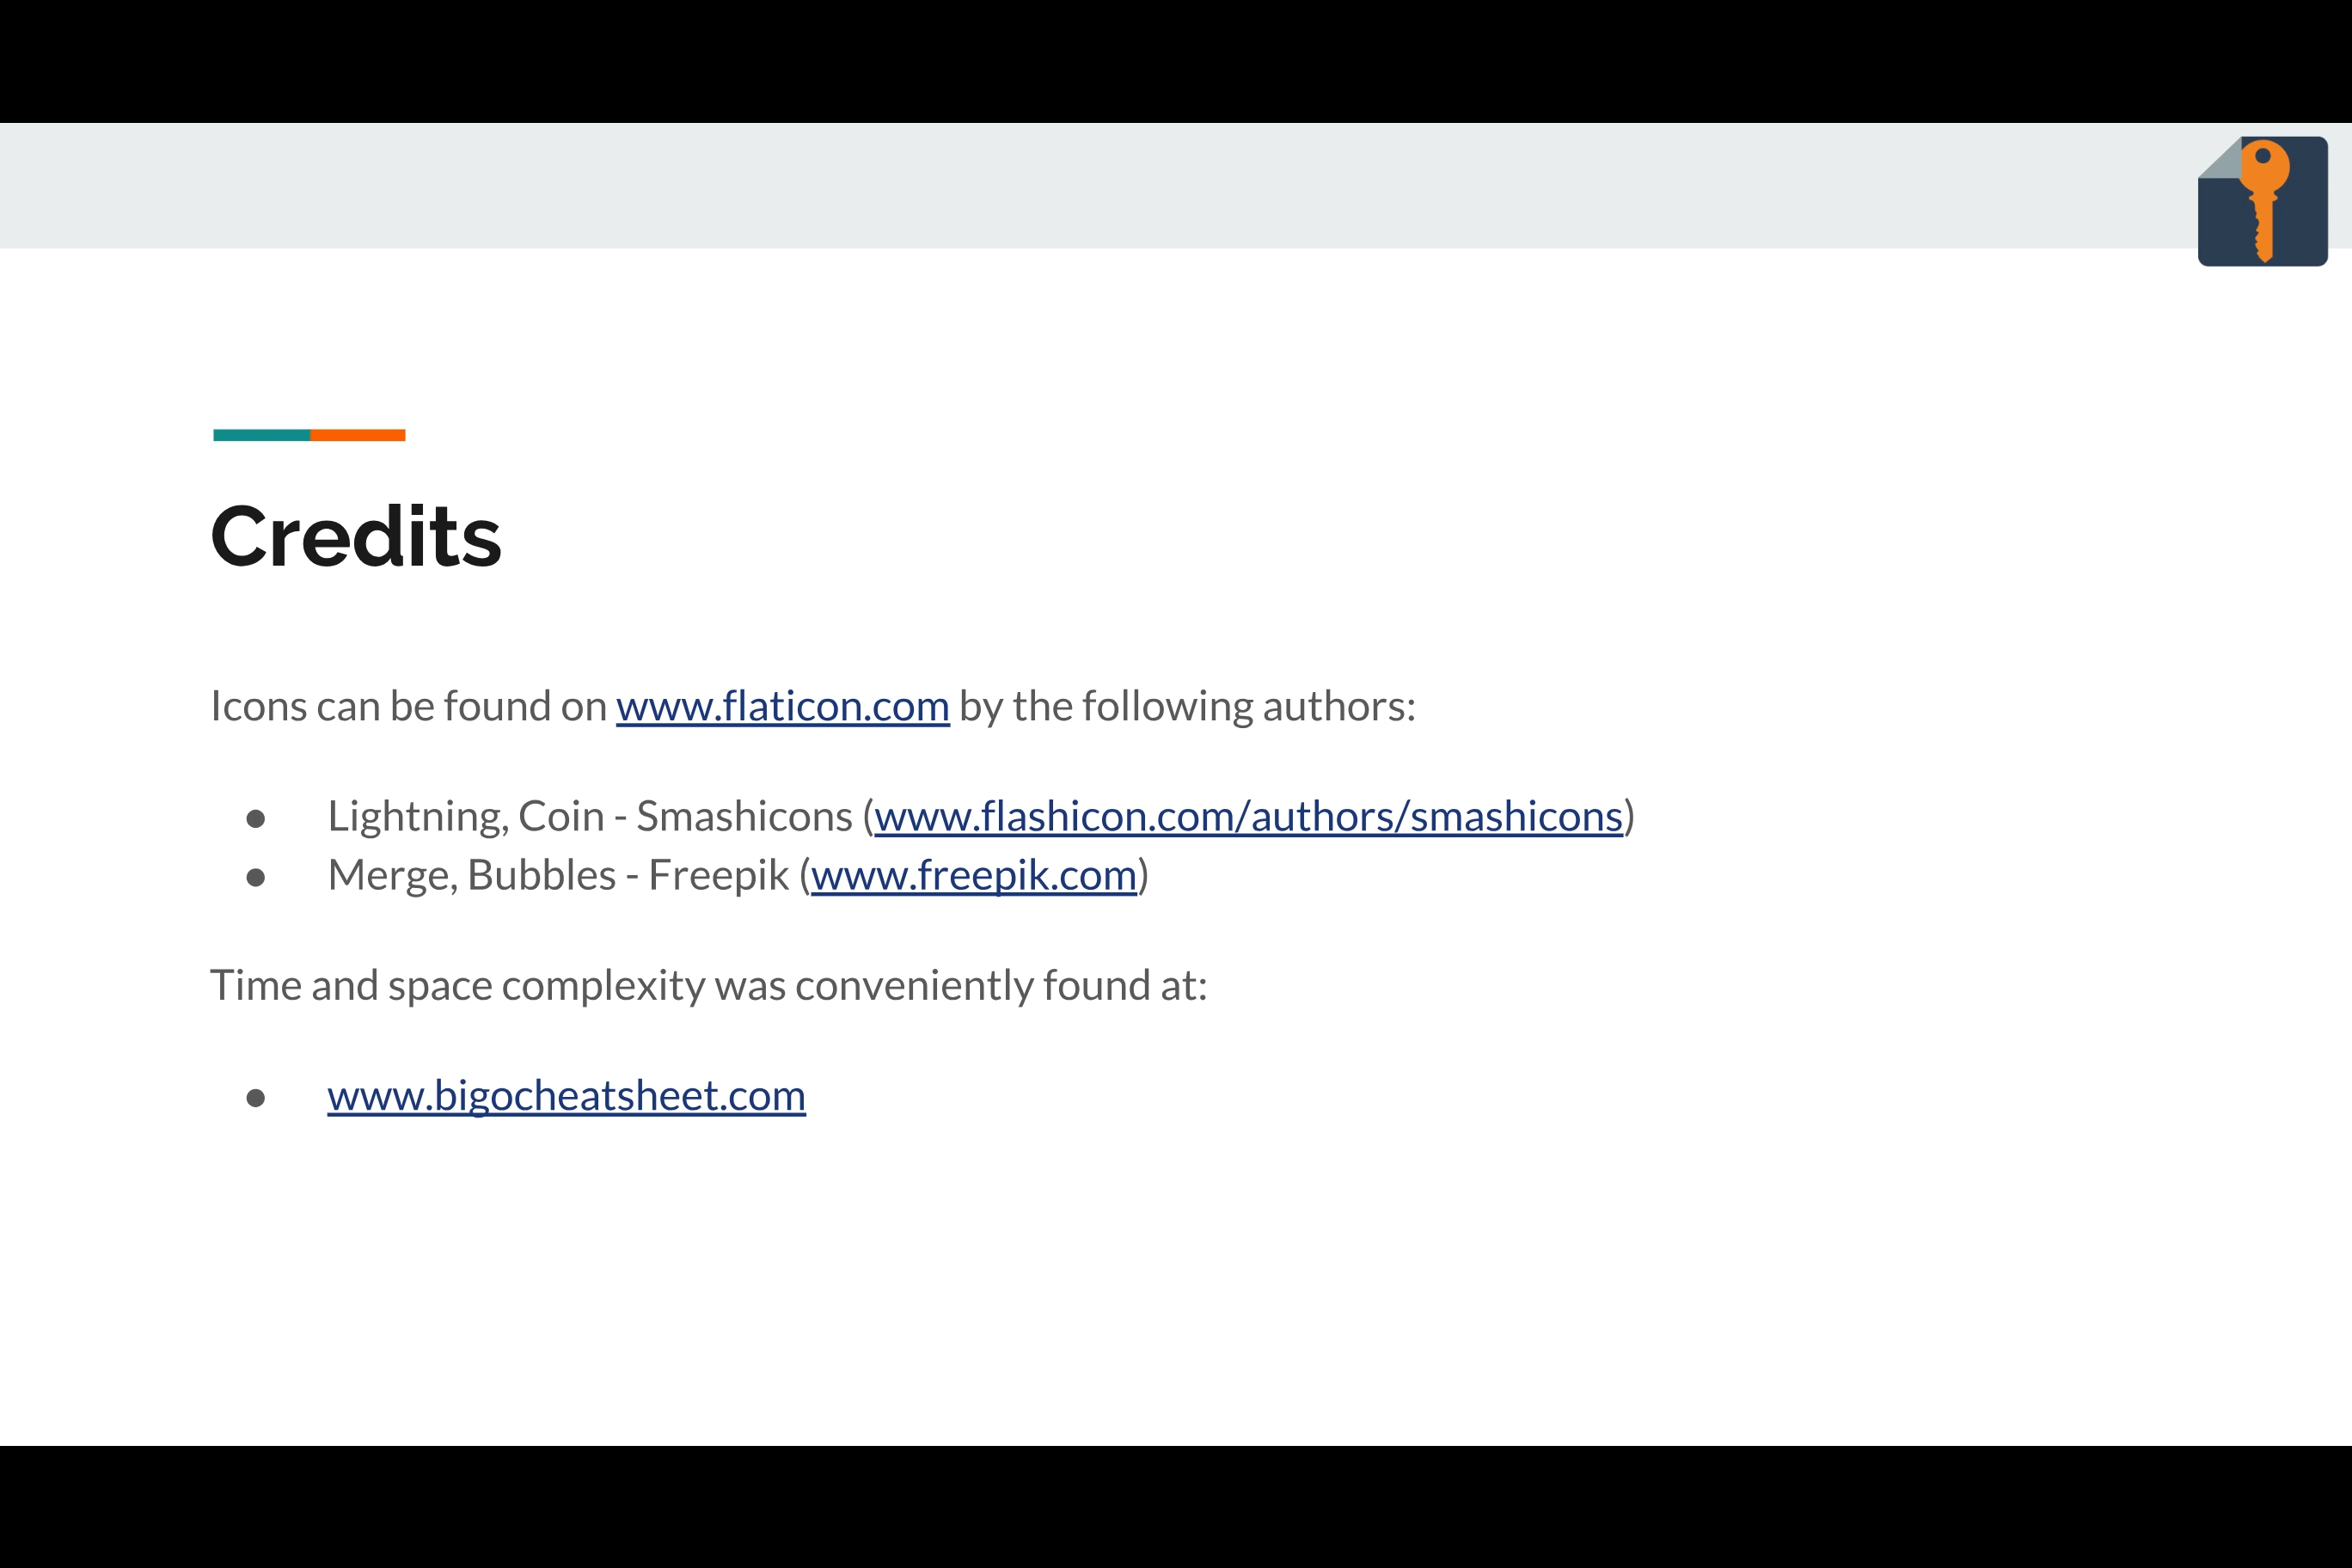 Credits
Icons can be found on www.flaticon.com by the following authors:
● Lightning, Coin - Smashicons (www.flashicon.com/authors/smashicons)
● Merge, Bubbles - Freepik (www.freepik.com)
Time and space complexity was conveniently found at:
● www.bigocheatsheet.com